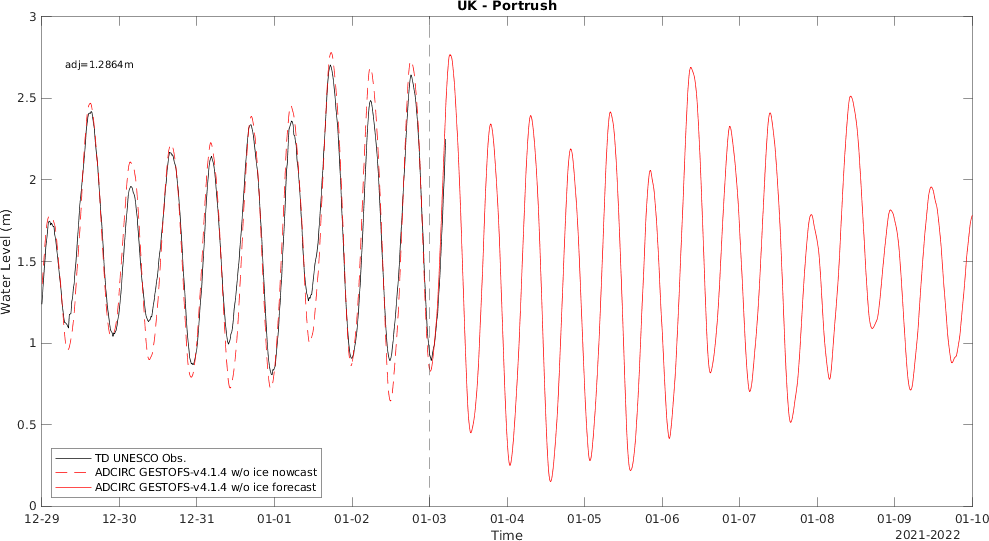 UK - Portrush
adj=1.2864m
Water Level (m)
3
2.5
2
1.5
1
0.5
0
TD UNESCO Obs.
ADCIRC GESTOFS-v4.1.4 w/o ice nowcast
ADCIRC GESTOFS-v4.1.4 w/o ice forecast
12-29 12-30 12-31 01-01 01-02 01-03 01-04 01-05 01-06 01-07 01-08 01-09 01-10
Time
2021-2022